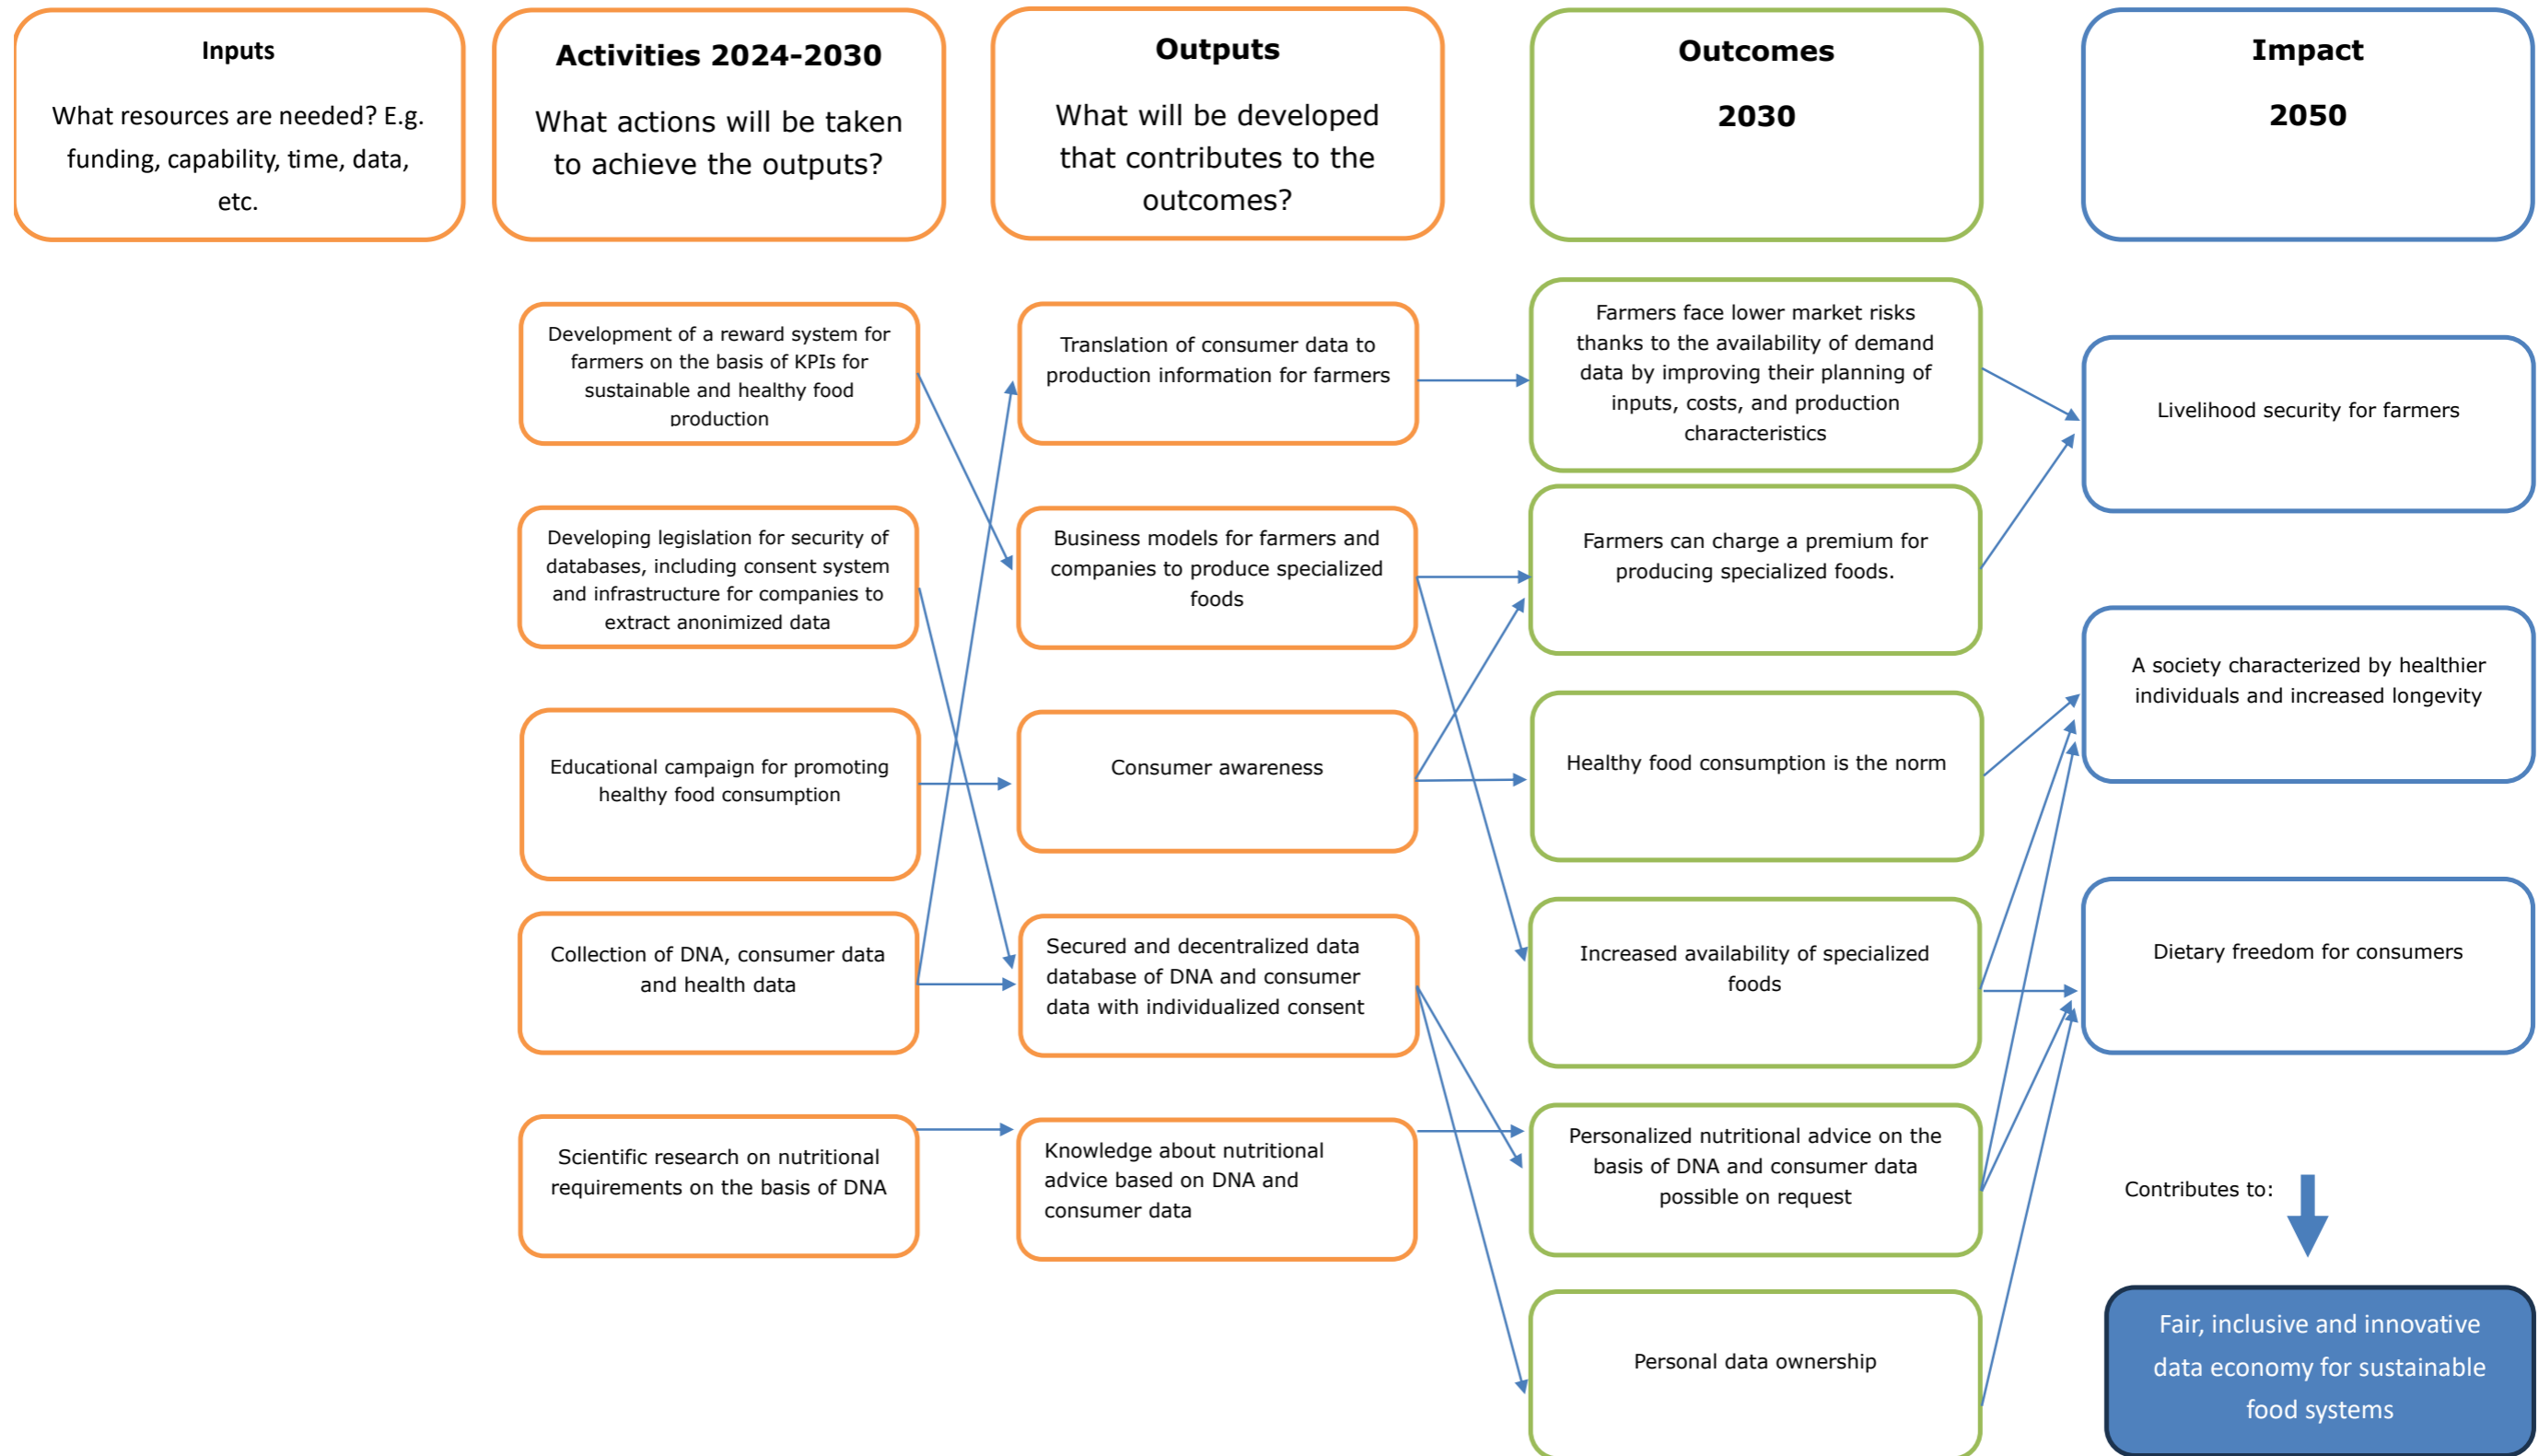 Inputs
What resources are needed? E.g.
funding, capability, time, data,
etc.
Activities 2024-2030
What actions will be taken
to achieve the outputs?
Outputs
What will be developed
that contributes to the
outcomes?
Outcomes
2030
Impact
2050
Development of a reward system for
farmers on the basis of KPIs for
sustainable and healthy food
production
Developing legislation for security of
databases, including consent system
and infrastructure for companies to
extract anonimized data
Educational campaign for promoting
healthy food consumption
Collection of DNA, consumer data
and health data
Scientific research on nutritional
requirements on the basis of DNA
Translation of consumer data to
production information for farmers
Business models for farmers and
companies to produce specialized
foods
Consumer awareness
Secured and decentralized data
database of DNA and consumer
data with individualized consent
Knowledge about nutritional
advice based on DNA and
consumer data
Farmers face lower market risks
thanks to the availability of demand
data by improving their planning of
inputs, costs, and production
characteristics
Farmers can charge a premium for
producing specialized foods.
Healthy food consumption is the norm
Increased availability of specialized
foods
Personalized nutritional advice on the
basis of DNA and consumer data
possible on request
Personal data ownership
Livelihood security for farmers
A society characterized by healthier
individuals and increased longevity
Dietary freedom for consumers
Contributes to:
Fair, inclusive and innovative
data economy for sustainable
food systems